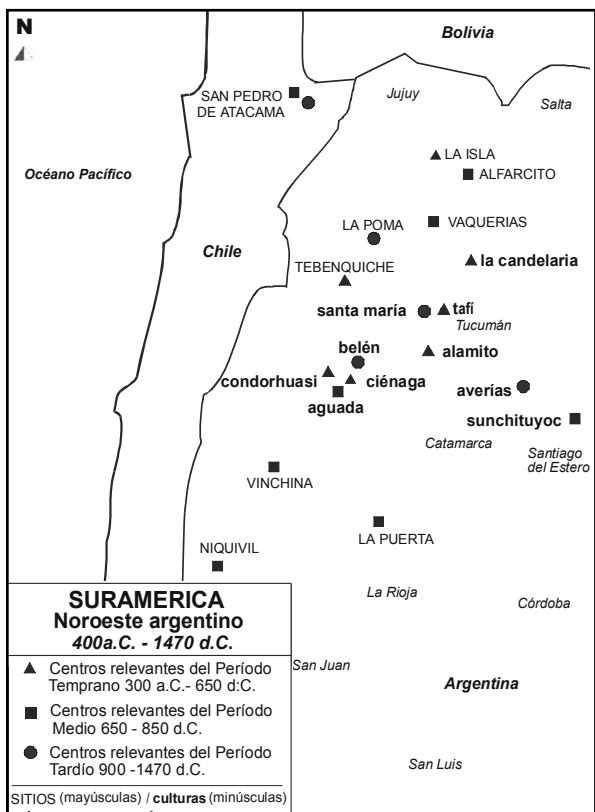 N
Bolivia
SAN PEDRO
DE ATACAMA
Jujuy
Salta
LA ISLA
ALFARCITO
Océano Pacífico
VAQUERIAS
LA POMA
Chile
TEBENQUICHE
la candelaria
santa maría
tafí
Tucumán
belén
alamito
condorhuasi
ciénaga
averías
aguada
sunchituyoc
Catamarca
Santiago
del Estero
VINCHINA
LA PUERTA
NIQUIVIL
La Rioja
Córdoba
San Juan
Argentina
San Luis
SURAMERICA
Noroeste argentino
400a.C. - 1470 d.C.
Centros relevantes del Período
Temprano 300 a.C.- 650 d:C.
Centros relevantes del Período
Medio 650 - 850 d.C.
Centros relevantes del Período
Tardío 900 -1470 d.C.
SITIOS (mayúsculas) / culturas (minúsculas)